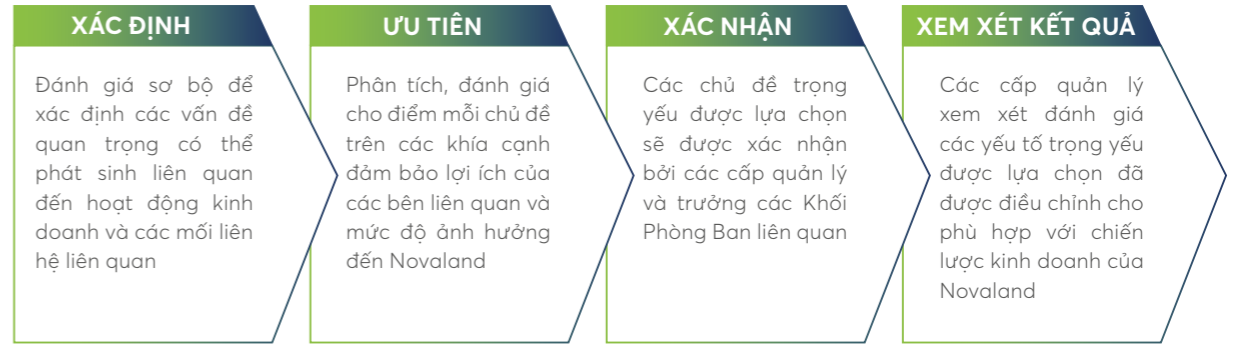 XÁC ĐỊNH
Đánh giá sơ bộ để
xác định các vấn đề
quan trọng có thể
phát sinh liên quan
đến hoạt động kinh
doanh và các mối liên
hệ liên quan
ƯU TIÊN
Phân tích, đánh giá
cho điểm mỗi chủ đề
trên các khía cạnh
đảm bảo lợi ích của
các bên liên quan và
mức độ ảnh hưởng
đến Novaland
XÁC NHẬN
Các chủ đề trọng
yếu được lựa chọn
sẽ được xác nhận
bởi các cấp quản lý
và trưởng các Khối
Phòng Ban liên quan
XEM XÉT KẾT QUẢ
Các cấp quản lý
xem xét đánh giá
các yếu tố trọng yếu
được lựa chọn đã
được điều chỉnh cho
phù hợp với chiến
lược kinh doanh của
Novaland